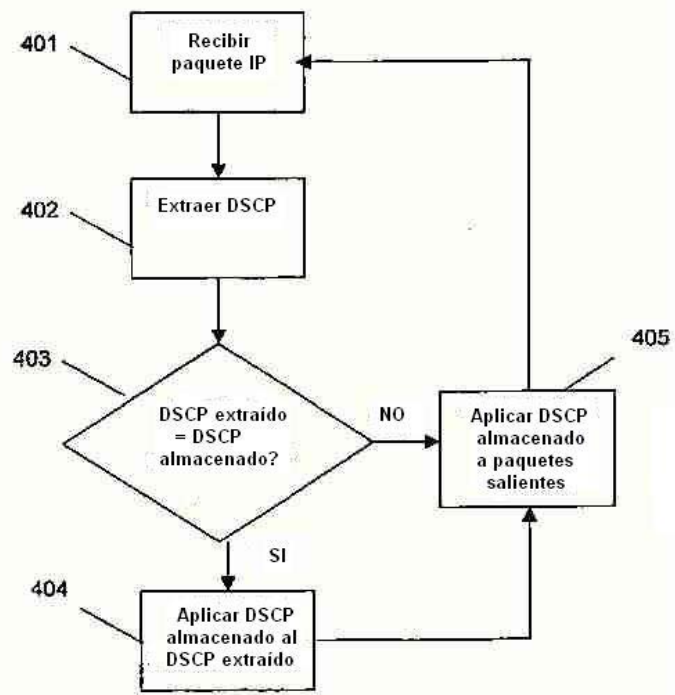 401
Recibir
paquete IP
402
Extraer DSCP
403
DSCP extraído
= DSCP
almacenado?
NO
405
Aplicar DSCP
almacenado
a paquetes
salientes
SI
404
Aplicar DSCP
almacenado al
DSCP extraído